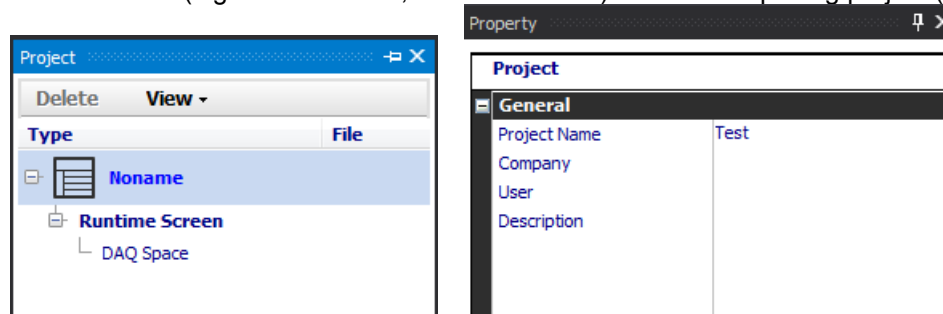 Property
Project
Delete View
Type File
Noname
Runtime Screen
DAQ Space
Project
General
Project Name Test
Company
User
Description